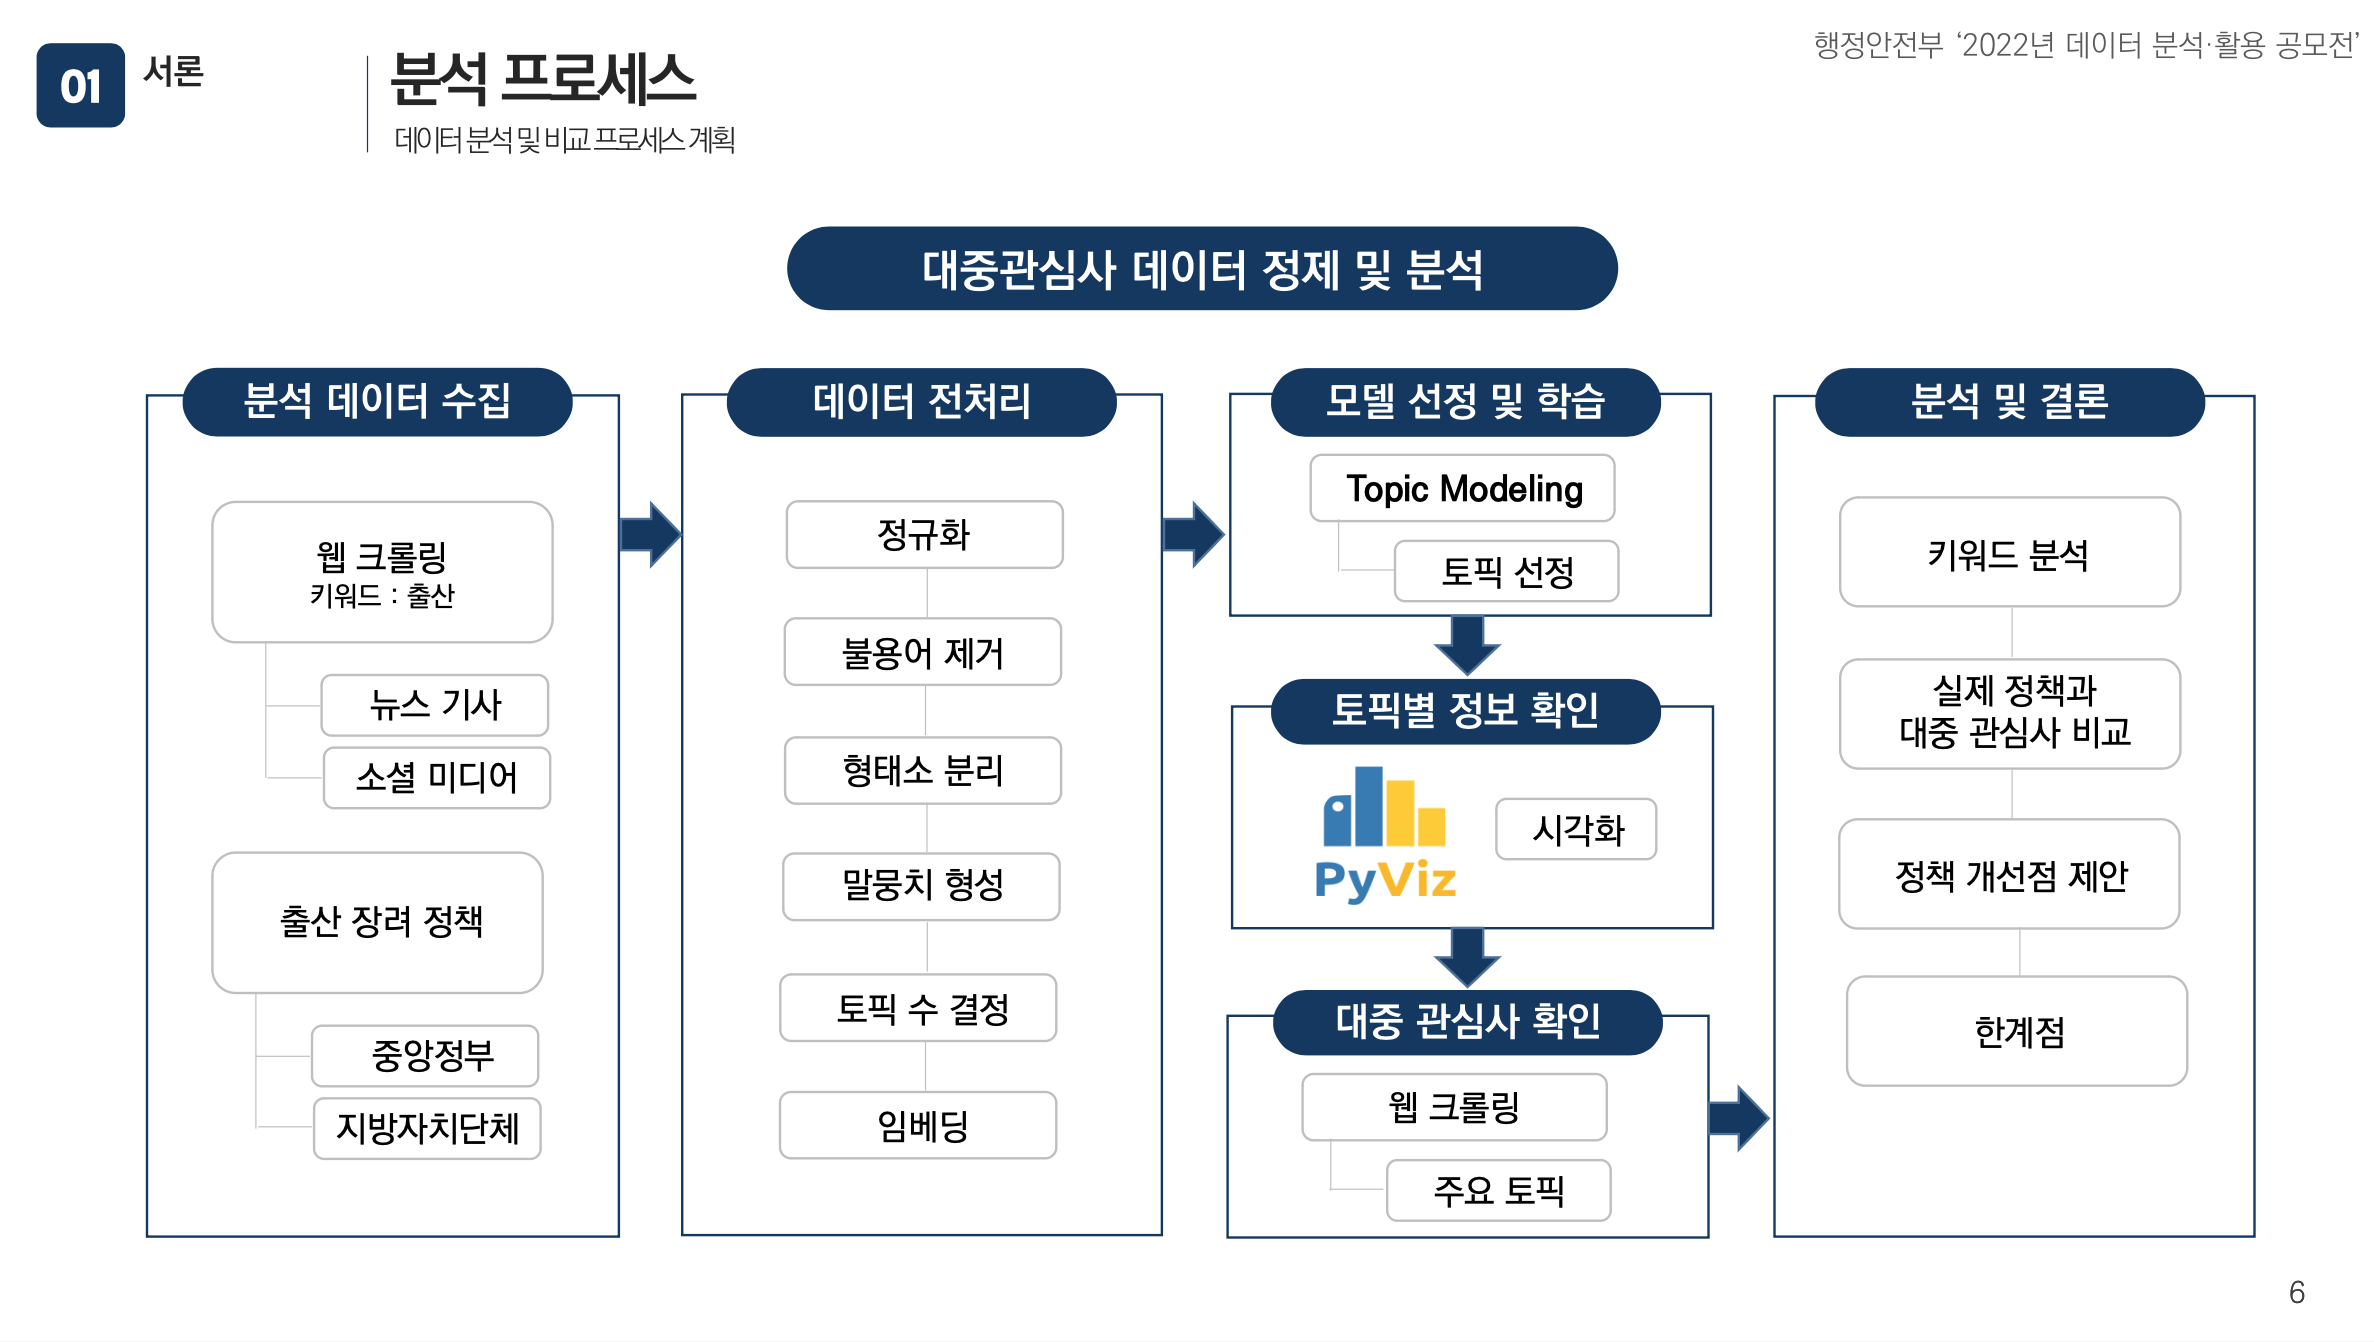 01
서론
분석 프로세스
데이터 분석 및 비교 프로세스 계획
행정안전부 ‘2022년 데이터 분석·활용 공모전’
대중관심사 데이터 정제 및 분석
분석 데이터 수집
웹 크롤링
키워드 : 출산
뉴스 기사
소셜 미디어
출산 장려 정책
중앙정부
지방자치단체
데이터 전처리
정규화
불용어 제거
형태소 분리
말뭉치 형성
토픽 수 결정
임베딩
모델 선정 및 학습
Topic Modeling
토픽 선정
토픽별 정보 확인
PyViz
시각화
대중 관심사 확인
웹 크롤링
주요 토픽
분석 및 결론
키워드 분석
실제 정책과
대중 관심사 비교
정책 개선점 제안
한계점
6